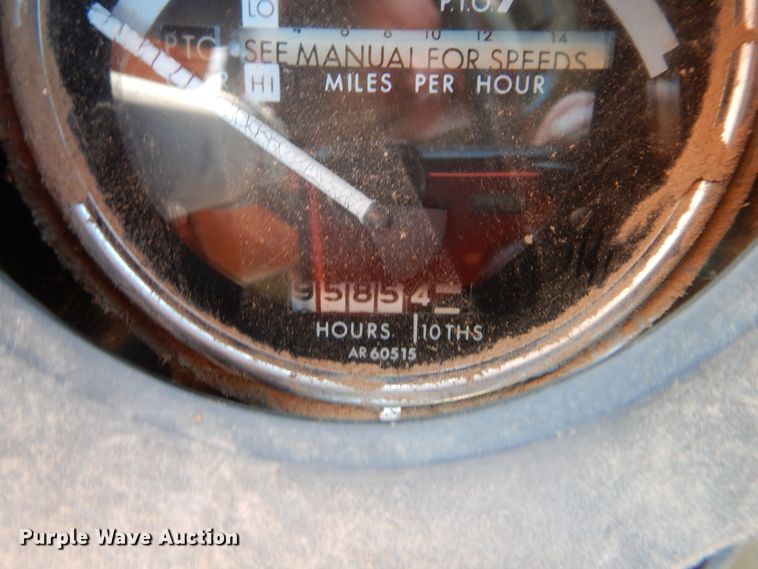 LO P.T.O.
PTO 4 6 8 10 12 14
SEE MANUAL FOR SPEEDS
HI MILES PER HOUR
95854
HOURS 10THS
AR60515
Purple Wave Auction